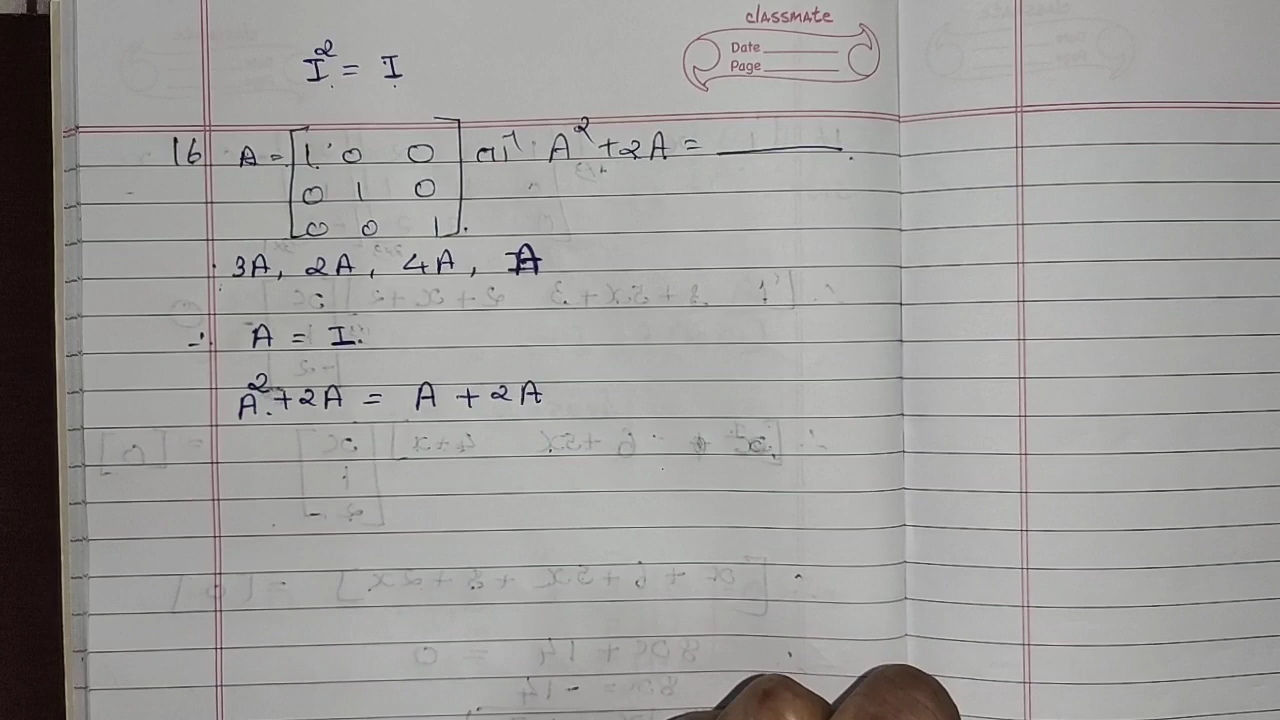 classmate
Date
Page
I² = I
16 A = [1 0 0 તો A² + 2A = ______.
0 1 0
0 0 1].
3A, 2A, 4A, A
∴ A = I.
A² + 2A = A + 2A